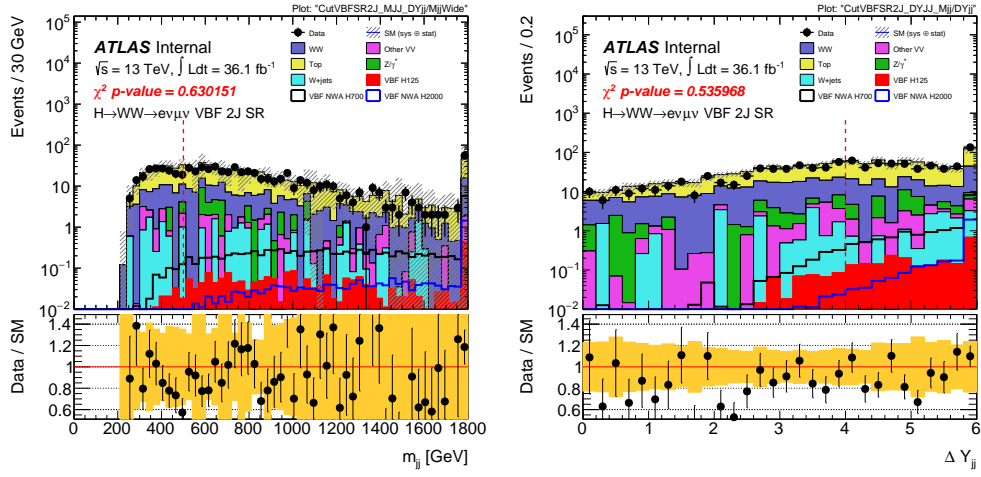 Plot: "CutVBFSR2J_MJJ_DYjj/MjjWide"
Events / 30 GeV
10⁵
10⁴
10³
10²
10
1
10⁻¹
10⁻²
ATLAS Internal
√s = 13 TeV, ∫ Ldt = 36.1 fb⁻¹
χ² p-value = 0.630151
H→WW→eνμν VBF 2J SR
Data
SM (sys ⊕ stat)
WW
Other VV
Top
Z/γ*
W+jets
VBF H125
VBF NWA H700
VBF NWA H2000
Data / SM
1.4
1.2
1
0.8
0.6
0 200 400 600 800 1000 1200 1400 1600 1800
m_jj [GeV]
Plot: "CutVBFSR2J_DYJJ_Mjj/DYjj"
Events / 0.2
10⁵
10⁴
10³
10²
10
1
10⁻¹
10⁻²
ATLAS Internal
√s = 13 TeV, ∫ Ldt = 36.1 fb⁻¹
χ² p-value = 0.535968
H→WW→eνμν VBF 2J SR
Data
SM (sys ⊕ stat)
WW
Other VV
Top
Z/γ*
W+jets
VBF H125
VBF NWA H700
VBF NWA H2000
Data / SM
1.4
1.2
1
0.8
0.6
0 1 2 3 4 5 6
Δ Y_jj